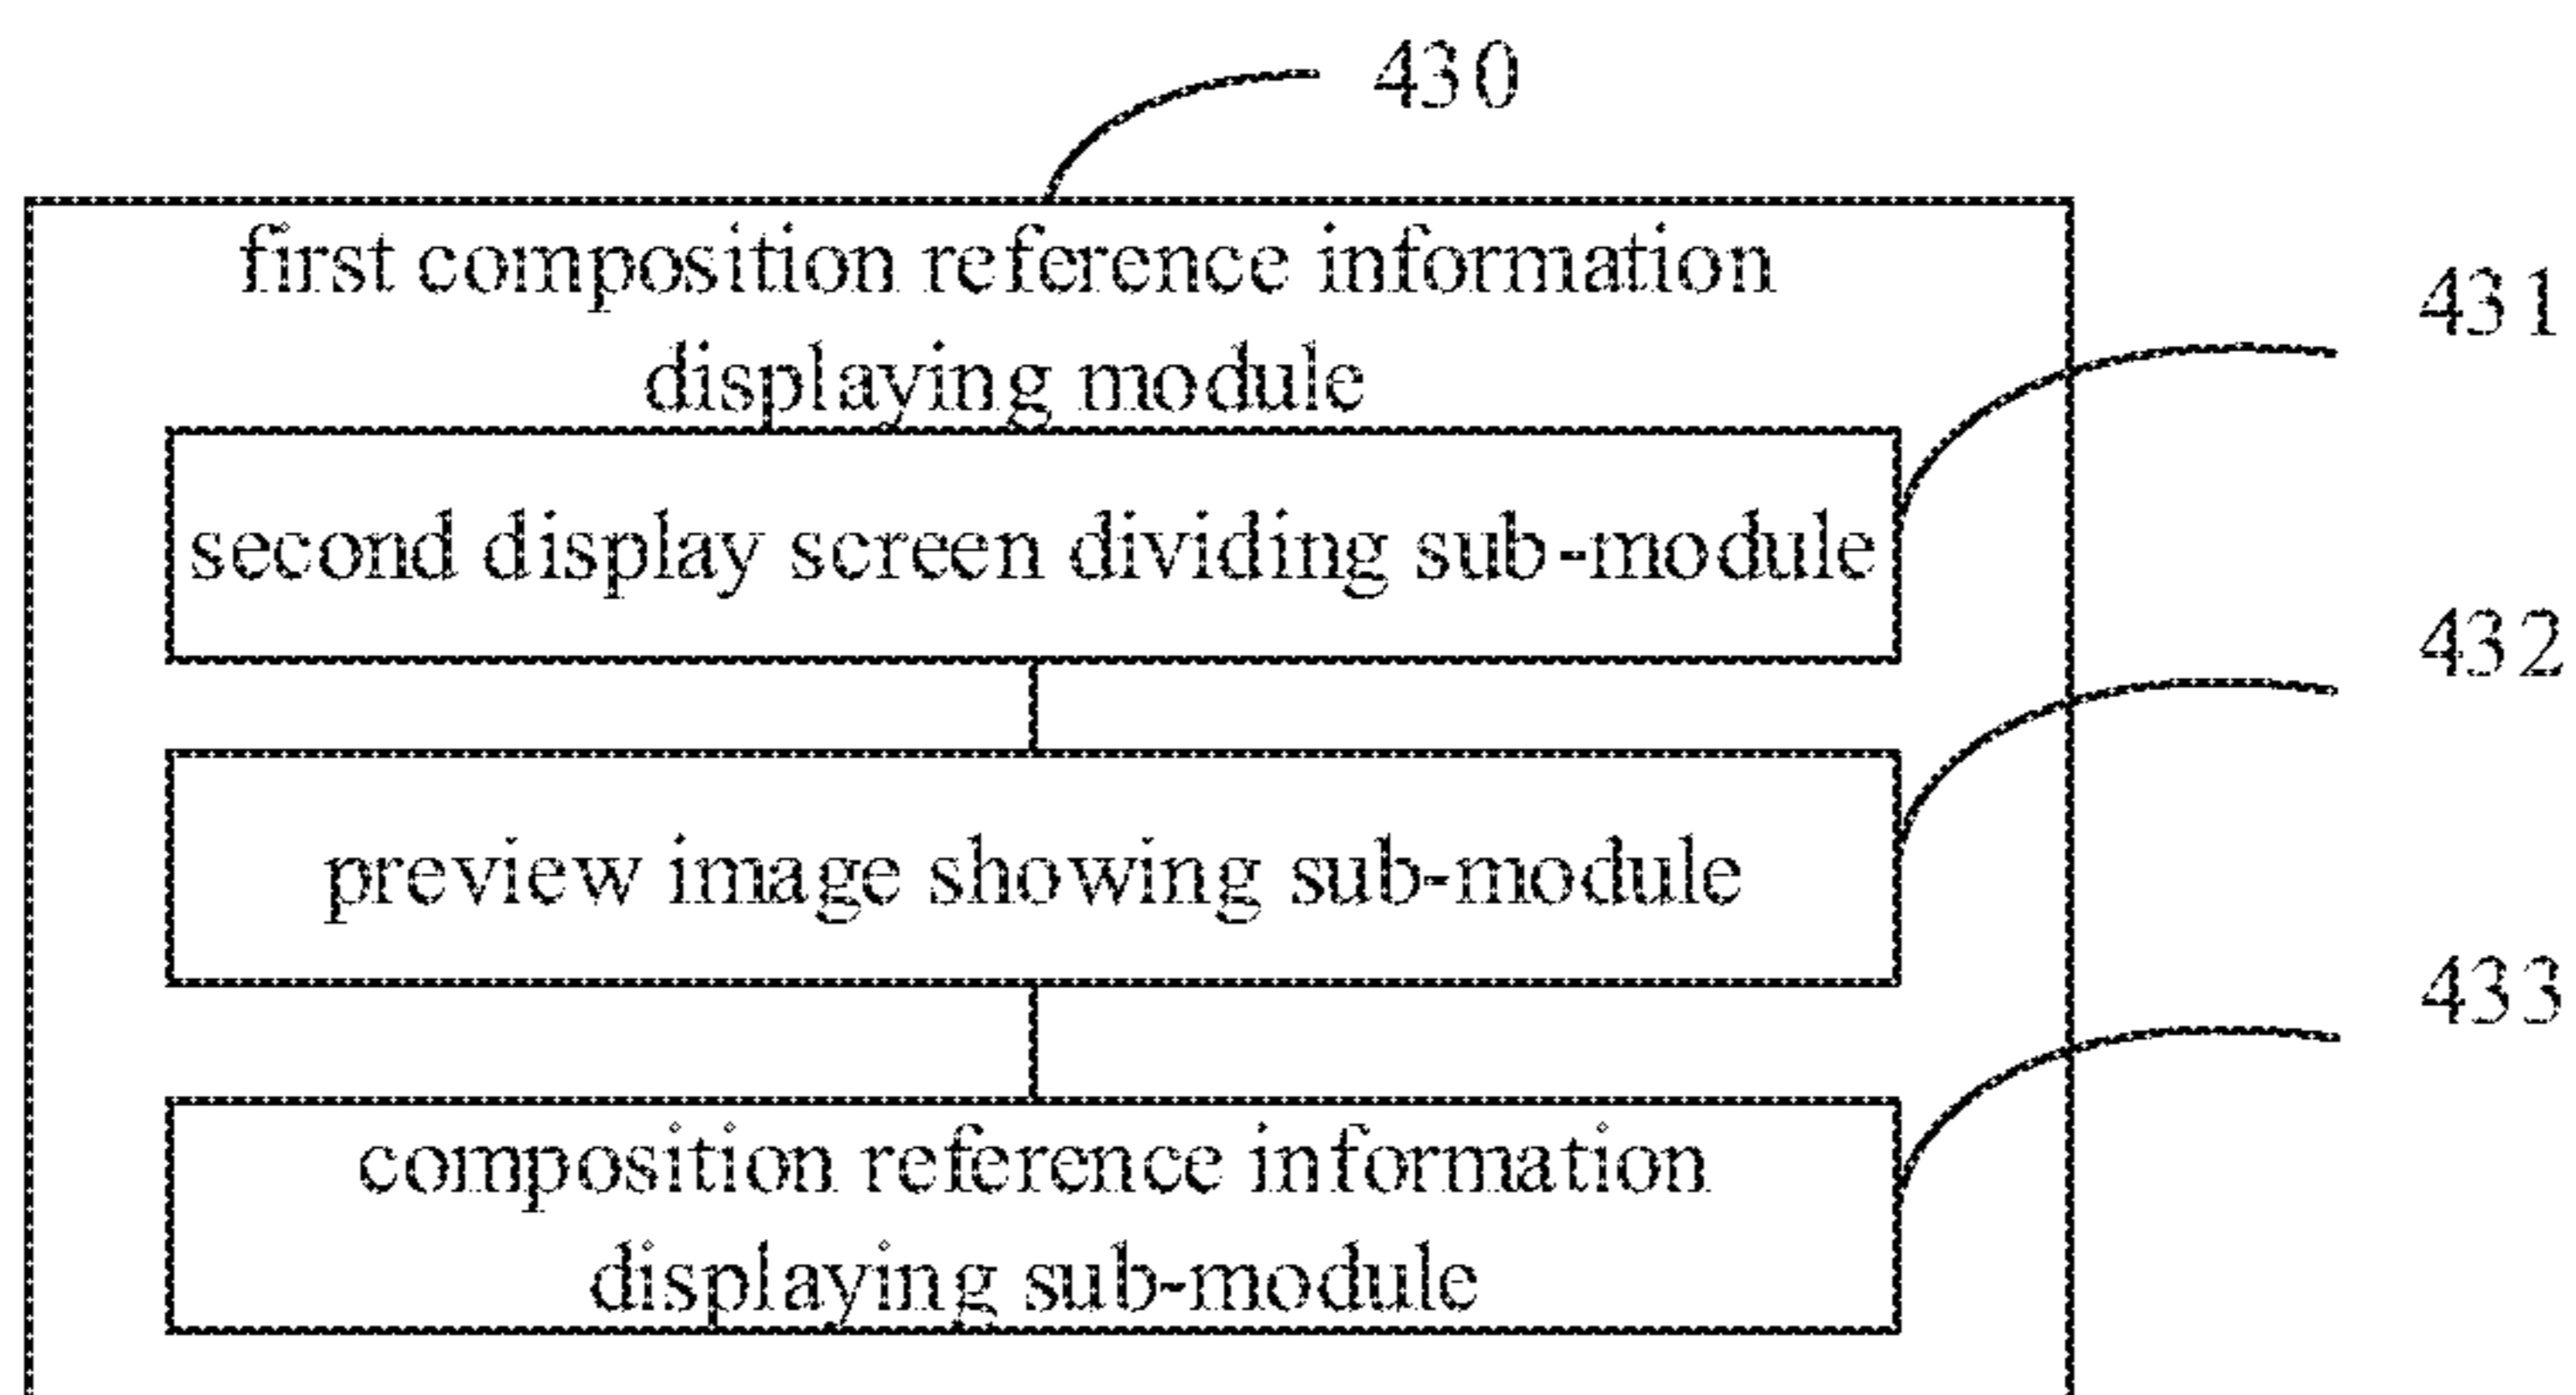 430
first composition reference information
displaying module
431
second display screen dividing sub-module
432
preview image showing sub-module
433
composition reference information
displaying sub-module